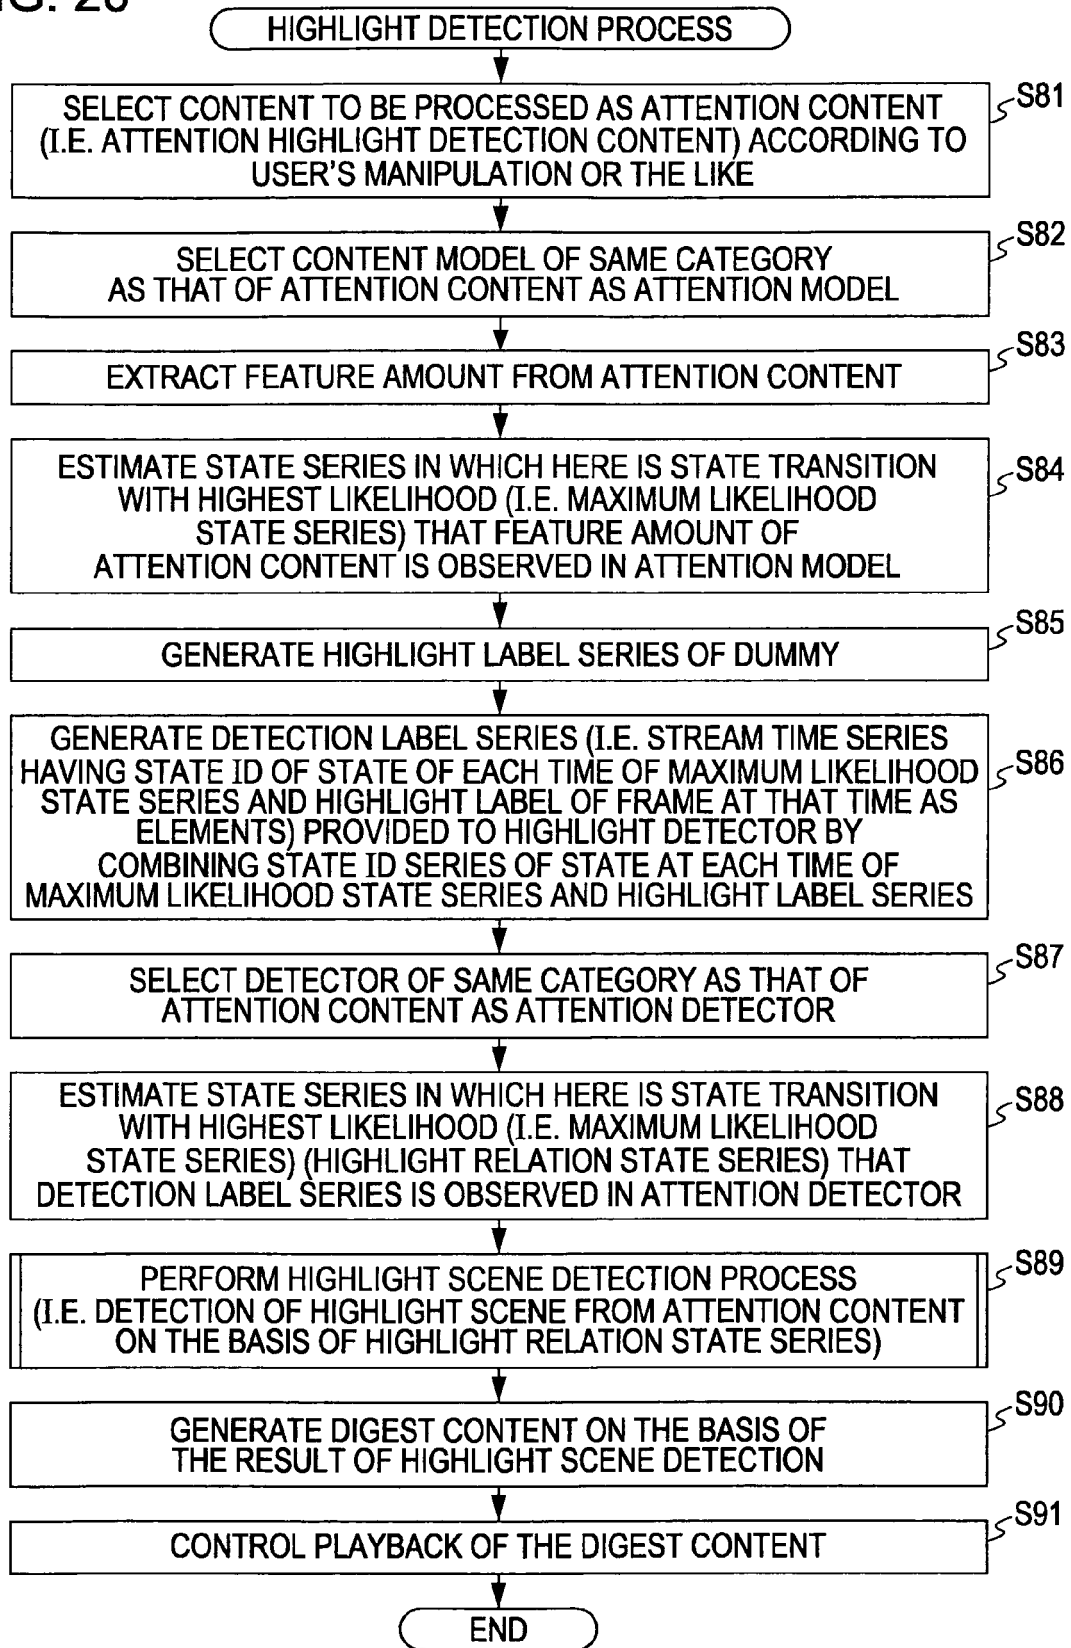 HIGHLIGHT DETECTION PROCESS
SELECT CONTENT TO BE PROCESSED AS ATTENTION CONTENT
(I.E. ATTENTION HIGHLIGHT DETECTION CONTENT) ACCORDING TO
USER'S MANIPULATION OR THE LIKE
S81
SELECT CONTENT MODEL OF SAME CATEGORY
AS THAT OF ATTENTION CONTENT AS ATTENTION MODEL
S82
EXTRACT FEATURE AMOUNT FROM ATTENTION CONTENT
S83
ESTIMATE STATE SERIES IN WHICH HERE IS STATE TRANSITION
WITH HIGHEST LIKELIHOOD (I.E. MAXIMUM LIKELIHOOD
STATE SERIES) THAT FEATURE AMOUNT OF
ATTENTION CONTENT IS OBSERVED IN ATTENTION MODEL
S84
GENERATE HIGHLIGHT LABEL SERIES OF DUMMY
S85
GENERATE DETECTION LABEL SERIES (I.E. STREAM TIME SERIES
HAVING STATE ID OF STATE OF EACH TIME OF MAXIMUM LIKELIHOOD
STATE SERIES AND HIGHLIGHT LABEL OF FRAME AT THAT TIME AS
ELEMENTS) PROVIDED TO HIGHLIGHT DETECTOR BY
COMBINING STATE ID SERIES OF STATE AT EACH TIME OF
MAXIMUM LIKELIHOOD STATE SERIES AND HIGHLIGHT LABEL SERIES
S86
SELECT DETECTOR OF SAME CATEGORY AS THAT OF
ATTENTION CONTENT AS ATTENTION DETECTOR
S87
ESTIMATE STATE SERIES IN WHICH HERE IS STATE TRANSITION
WITH HIGHEST LIKELIHOOD (I.E. MAXIMUM LIKELIHOOD
STATE SERIES) (HIGHLIGHT RELATION STATE SERIES) THAT
DETECTION LABEL SERIES IS OBSERVED IN ATTENTION DETECTOR
S88
PERFORM HIGHLIGHT SCENE DETECTION PROCESS
(I.E. DETECTION OF HIGHLIGHT SCENE FROM ATTENTION CONTENT
ON THE BASIS OF HIGHLIGHT RELATION STATE SERIES)
S89
GENERATE DIGEST CONTENT ON THE BASIS OF
THE RESULT OF HIGHLIGHT SCENE DETECTION
S90
CONTROL PLAYBACK OF THE DIGEST CONTENT
S91
END